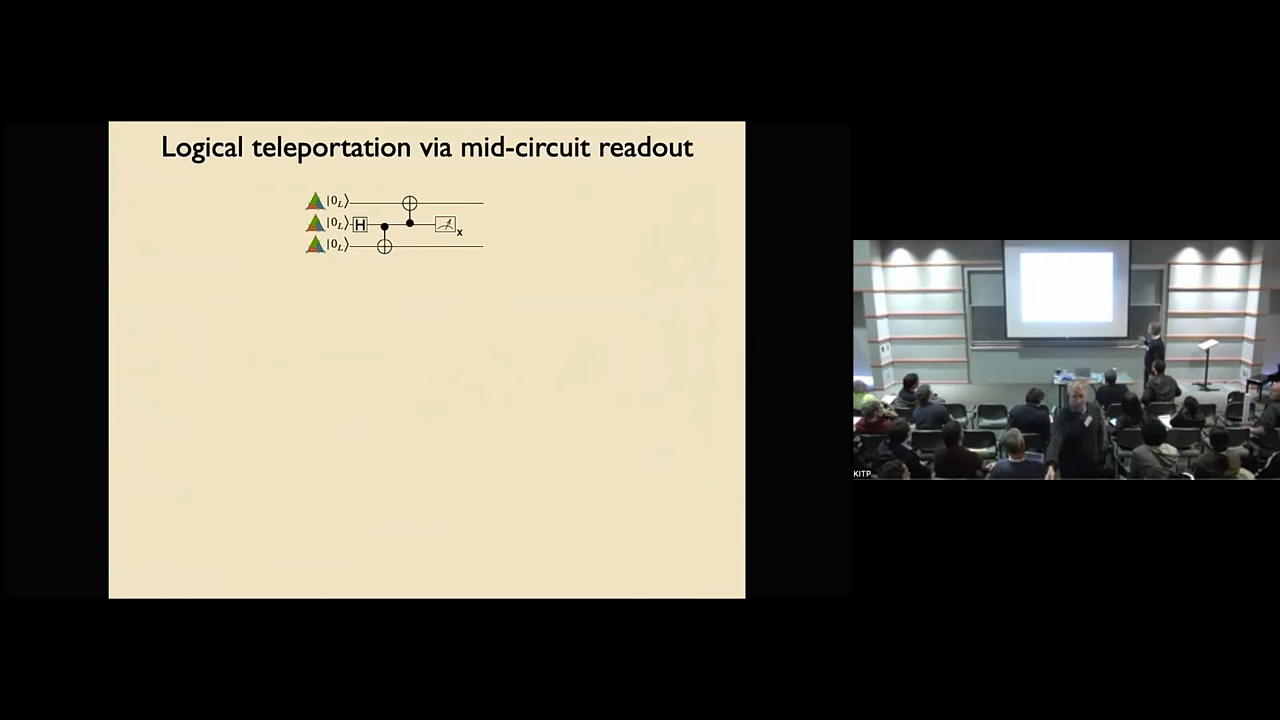 Logical teleportation via mid-circuit readout
|0_L⟩
|0_L⟩ H x
|0_L⟩
KITP